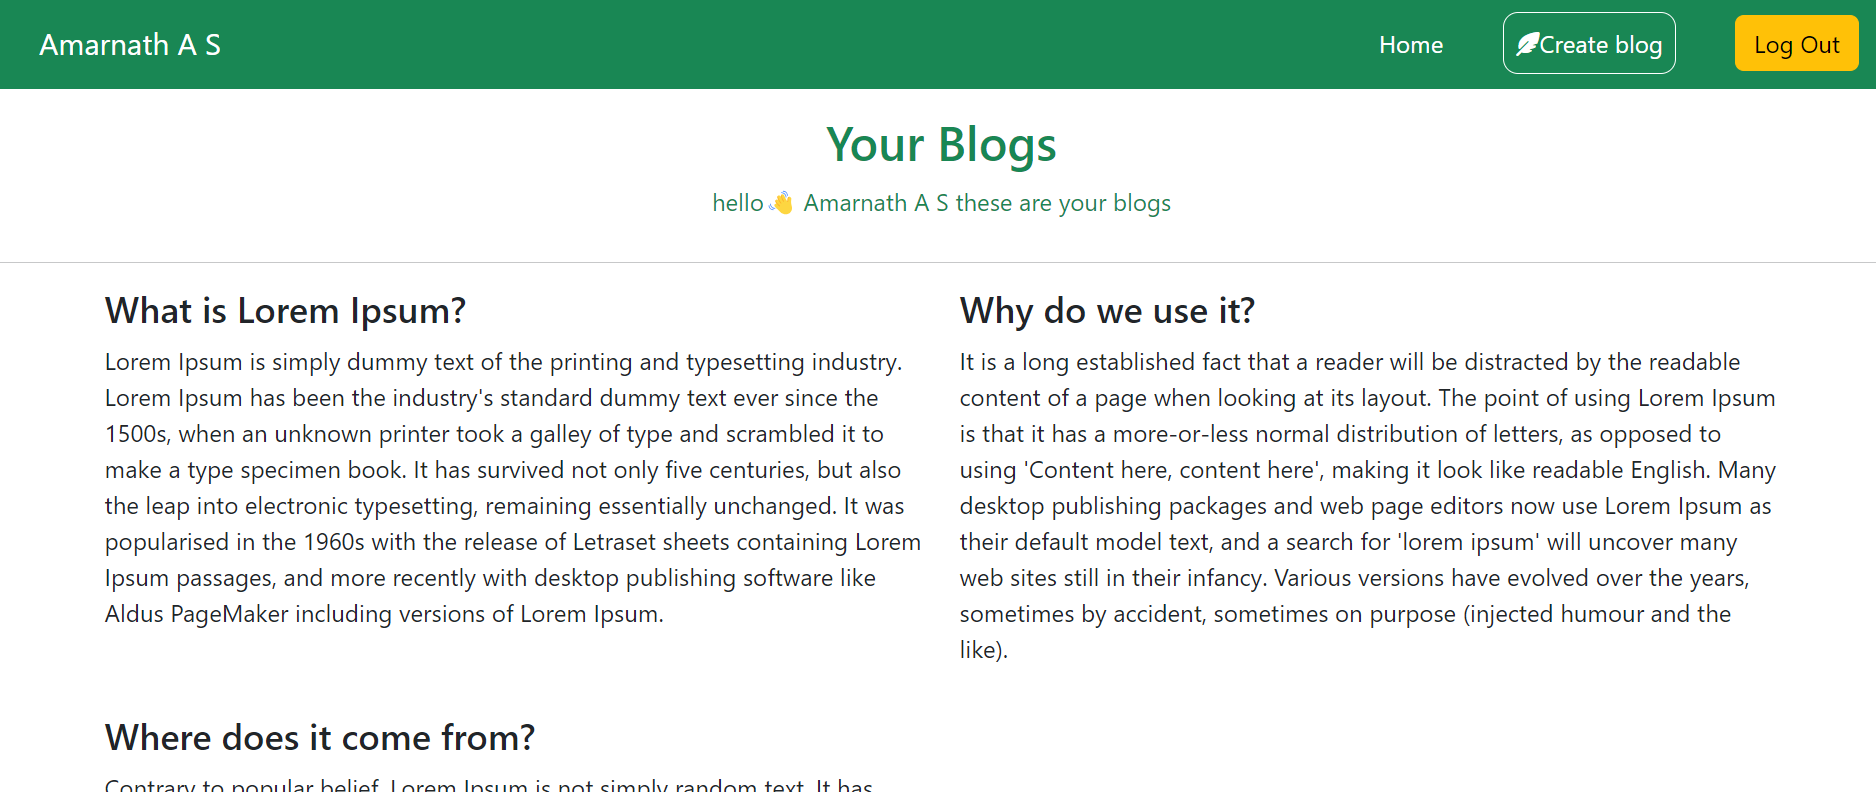 Amarnath A S
Home
Create blog
Log Out
Your Blogs
hello👋 Amarnath A S these are your blogs
What is Lorem Ipsum?
Lorem Ipsum is simply dummy text of the printing and typesetting industry.
Lorem Ipsum has been the industry's standard dummy text ever since the
1500s, when an unknown printer took a galley of type and scrambled it to
make a type specimen book. It has survived not only five centuries, but also
the leap into electronic typesetting, remaining essentially unchanged. It was
popularised in the 1960s with the release of Letraset sheets containing Lorem
Ipsum passages, and more recently with desktop publishing software like
Aldus PageMaker including versions of Lorem Ipsum.
Why do we use it?
It is a long established fact that a reader will be distracted by the readable
content of a page when looking at its layout. The point of using Lorem Ipsum
is that it has a more-or-less normal distribution of letters, as opposed to
using 'Content here, content here', making it look like readable English. Many
desktop publishing packages and web page editors now use Lorem Ipsum as
their default model text, and a search for 'lorem ipsum' will uncover many
web sites still in their infancy. Various versions have evolved over the years,
sometimes by accident, sometimes on purpose (injected humour and the
like).
Where does it come from?
Contrary to popular belief, Lorem Ipsum is not simply random text. It has